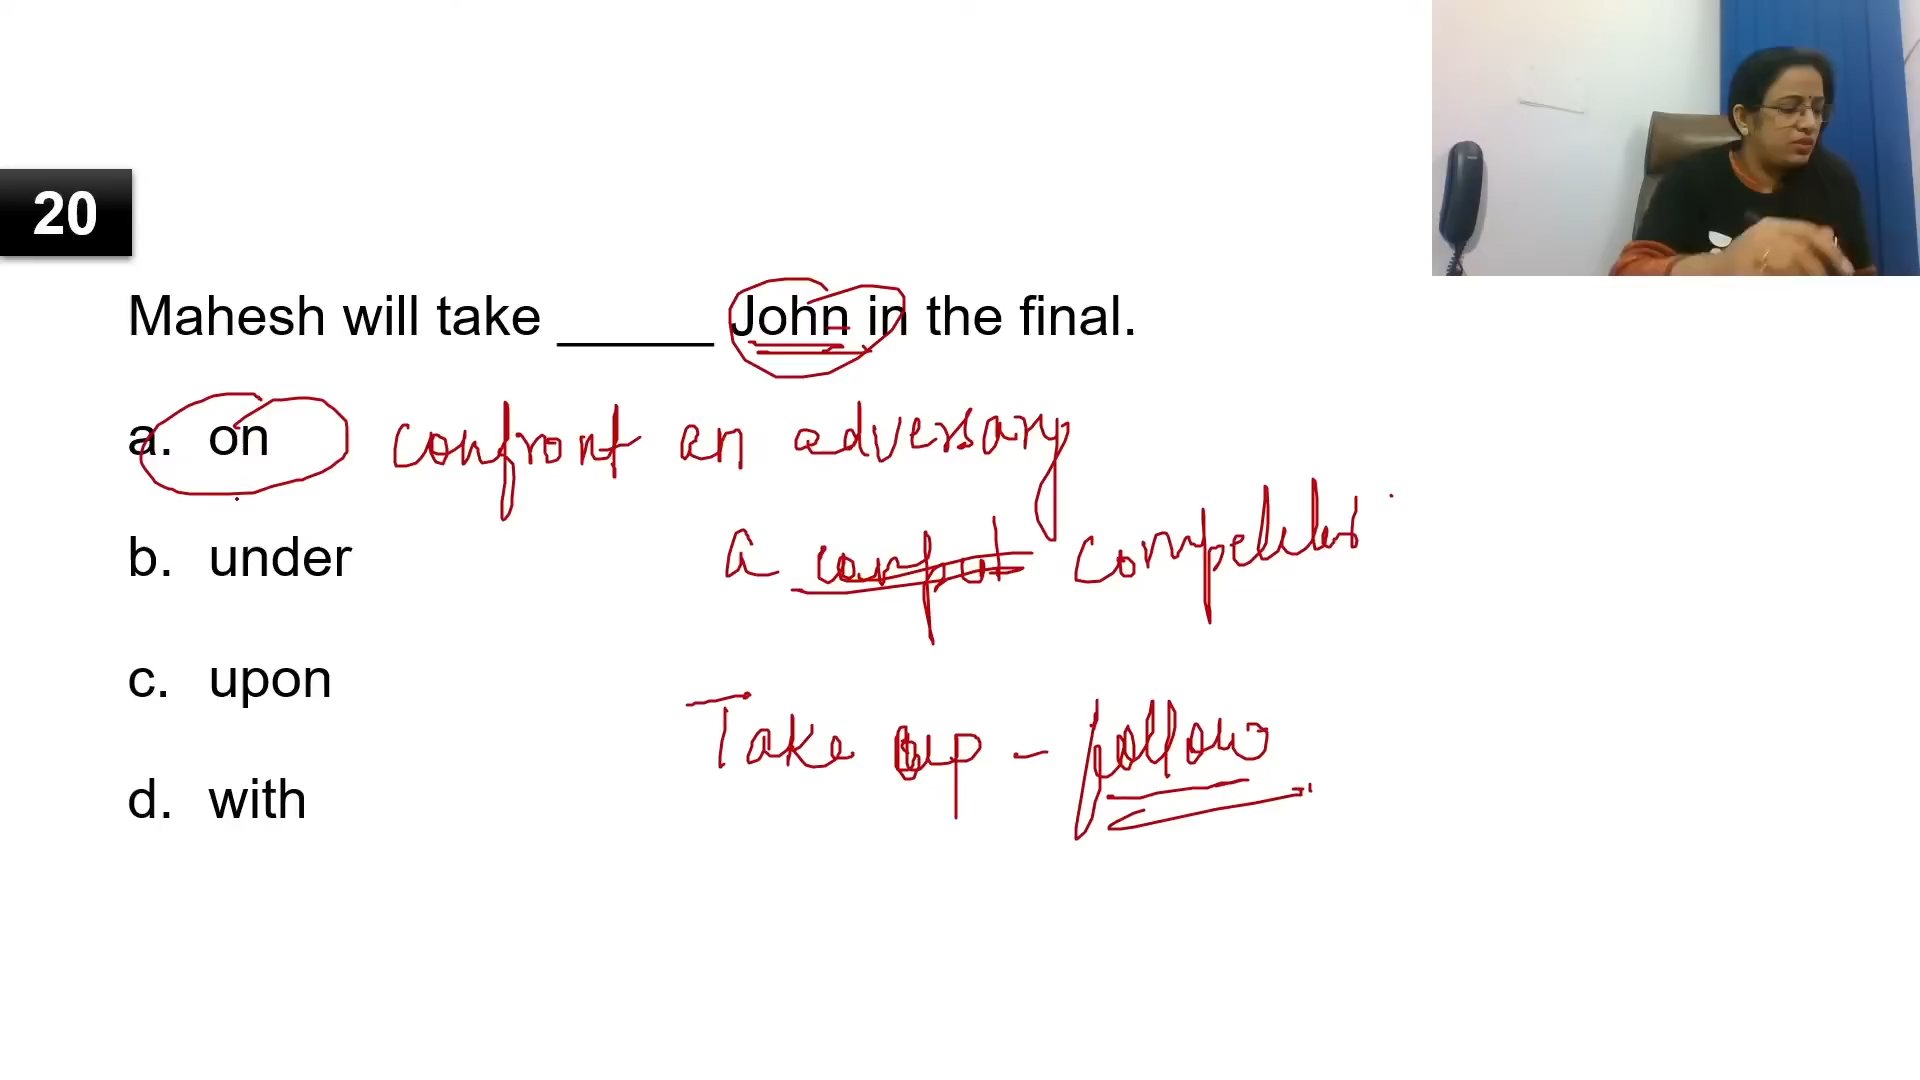 20
Mahesh will take ______ John in the final.
a. on confront an adversary
b. under a competitor
c. upon
Take up - follow
d. with